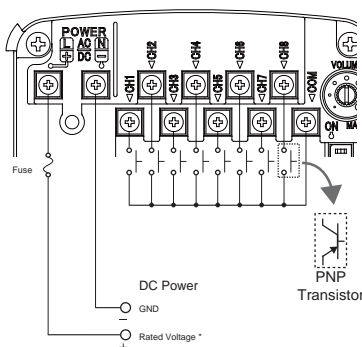 POWER
L AC N
+ DC −
CH1
CH2
CH3
CH4
CH5
CH6
CH7
CH8
COM
VOLUM
ON MA
Fuse
DC Power
GND
−
Rated Voltage *
+
PNP
Transistor